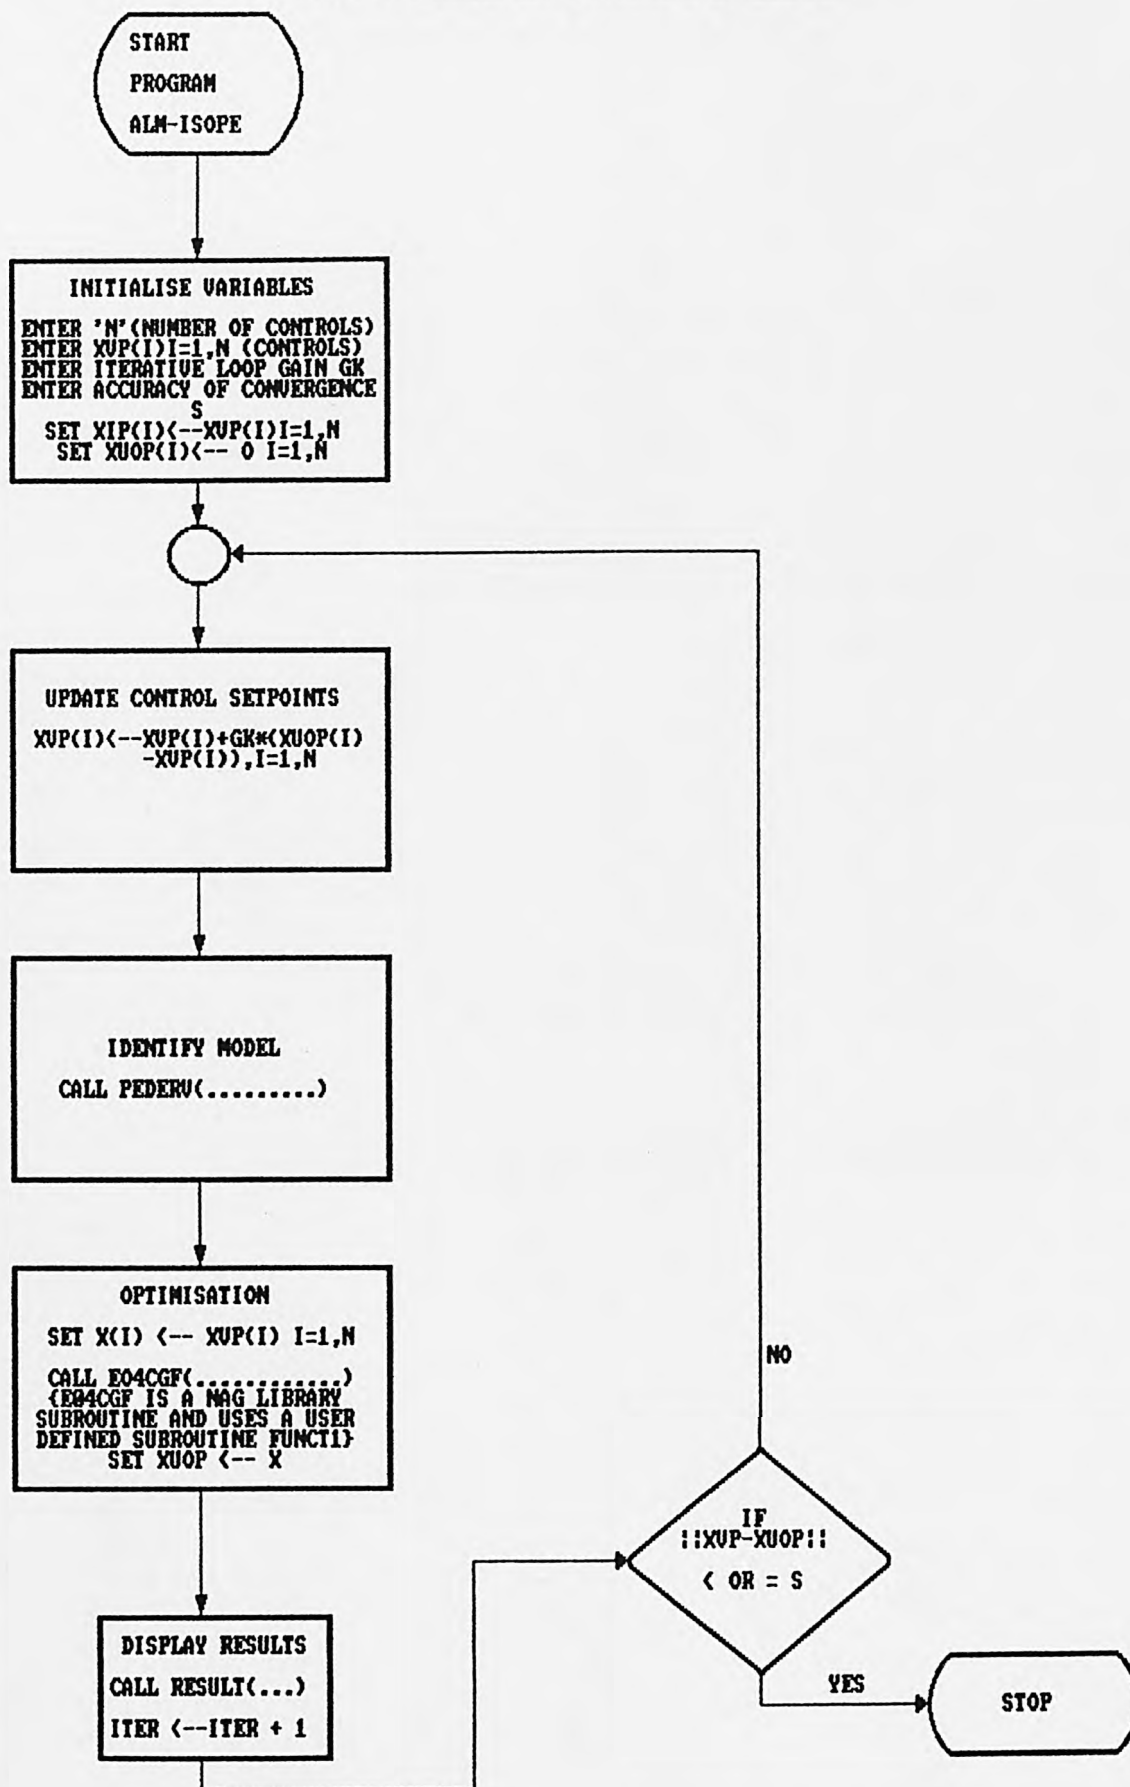 START
PROGRAM
ALM-ISOPE
INITIALISE VARIABLES
ENTER 'N'(NUMBER OF CONTROLS)
ENTER XVP(I)I=1,N (CONTROLS)
ENTER ITERATIVE LOOP GAIN GK
ENTER ACCURACY OF CONVERGENCE
S
SET XIP(I)<--XVP(I)I=1,N
SET XUOP(I)<-- 0 I=1,N
UPDATE CONTROL SETPOINTS
XVP(I)<--XVP(I)+GK*(XUOP(I)
-XVP(I)),I=1,N
IDENTIFY MODEL
CALL PEDERV(.........)
OPTIMISATION
SET X(I) <-- XVP(I) I=1,N
CALL E04CGF(............)
{E04CGF IS A NAG LIBRARY
SUBROUTINE AND USES A USER
DEFINED SUBROUTINE FUNCT1}
SET XUOP <-- X
NO
IF
||XVP-XUOP||
< OR = S
DISPLAY RESULTS
CALL RESULT(...)
ITER <--ITER + 1
YES
STOP